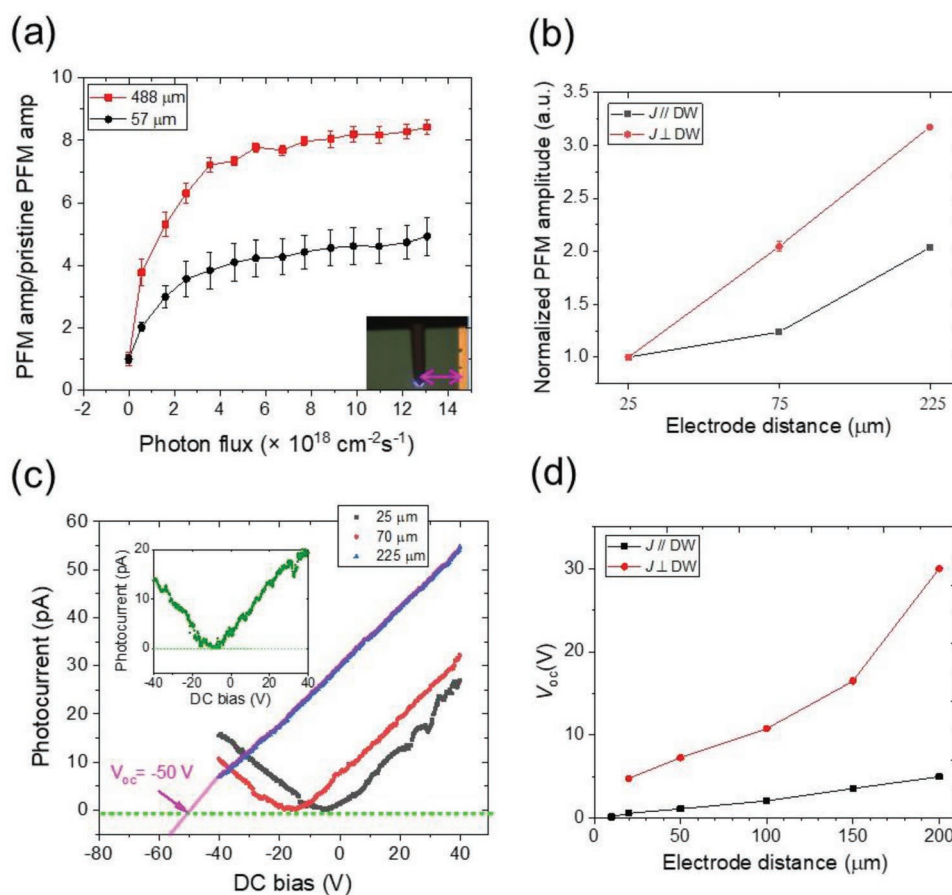 (a)
PFM amp/pristine PFM amp
10
8
6
4
2
0
488 μm
57 μm
0 2 4 6 8 10 12 14
Photon flux (× 10^18 cm^-2s^-1)
(b)
Normalized PFM amplitude (a.u.)
3.5
3.0
2.5
2.0
1.5
1.0
J // DW
J ⊥ DW
25 75 225
Electrode distance (μm)
(c)
Photocurrent (pA)
60
50
40
30
20
10
0
25 μm
70 μm
225 μm
Photocurrent (pA)
20
10
0
-40 -20 0 20 40
DC bias (V)
V_oc= -50 V
-80 -60 -40 -20 0 20 40
DC bias (V)
(d)
V_oc(V)
30
20
10
0
J // DW
J ⊥ DW
0 50 100 150 200
Electrode distance (μm)